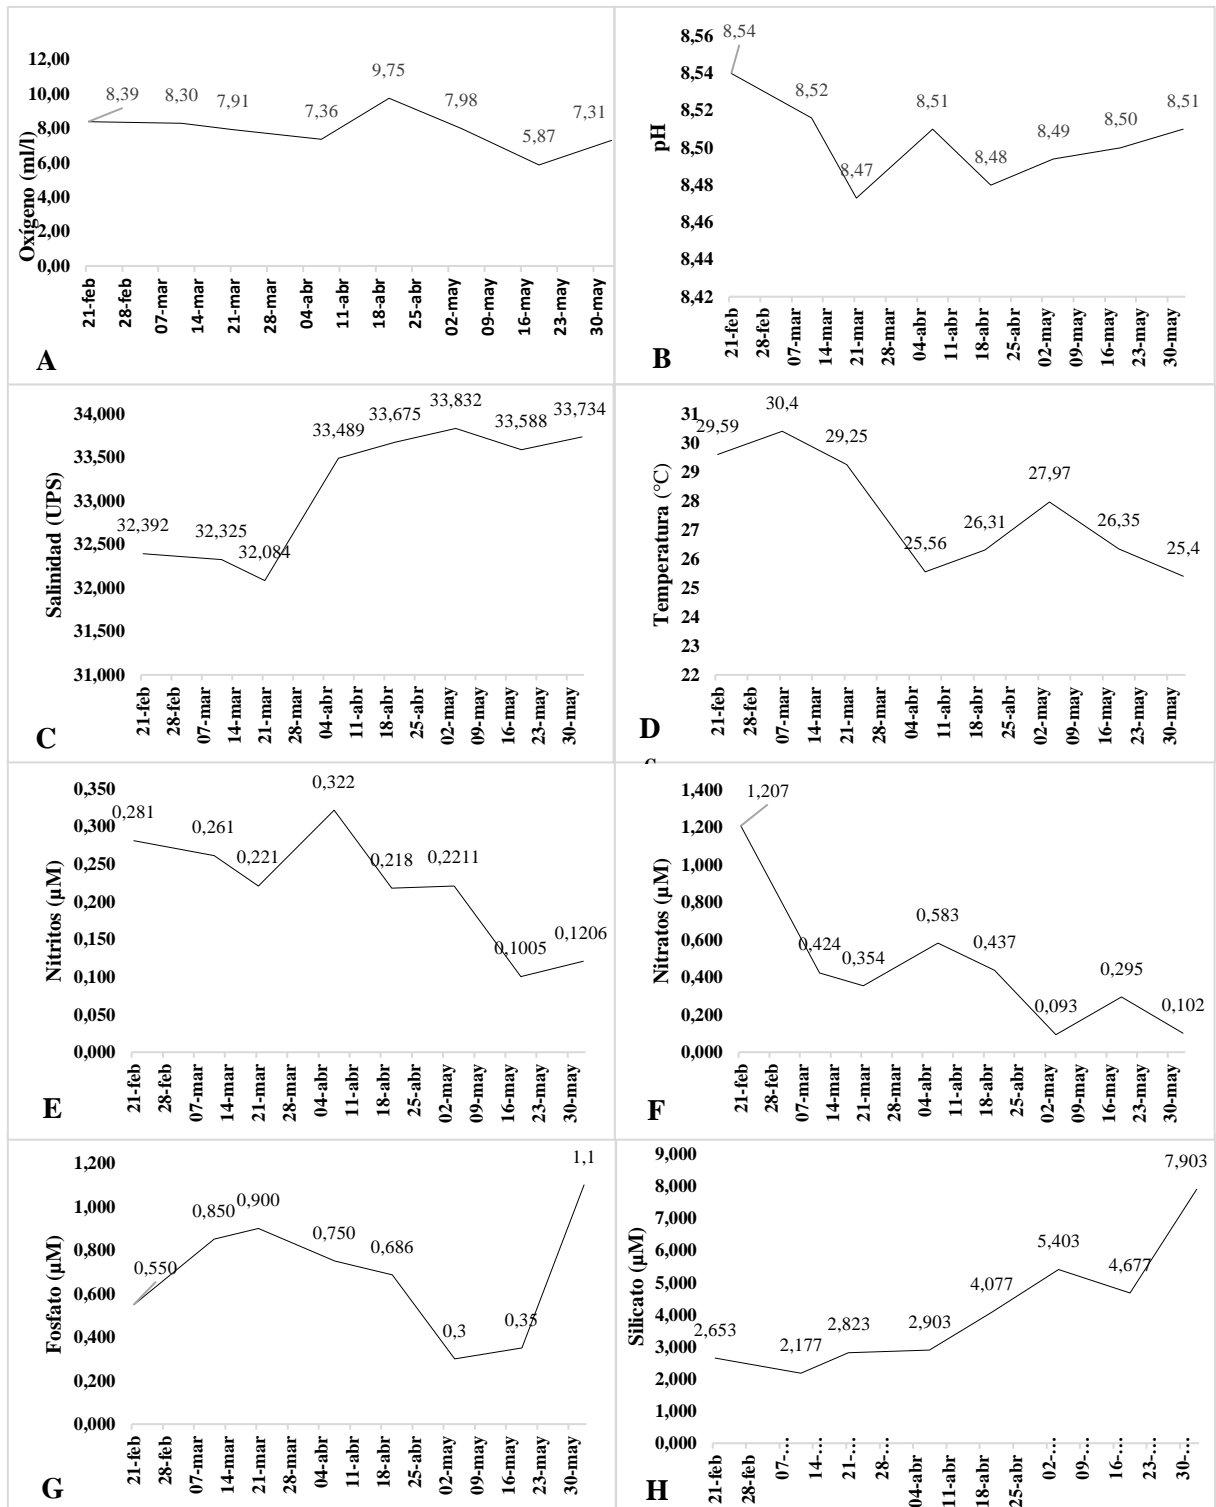 12,00
10,00
8,00
6,00
4,00
2,00
0,00
Oxígeno (ml/l)
8,39
8,30
7,91
7,36
9,75
7,98
5,87
7,31
21-feb
28-feb
07-mar
14-mar
21-mar
28-mar
04-abr
11-abr
18-abr
25-abr
02-may
09-may
16-may
23-may
30-may
A
8,56
8,54
8,52
8,50
8,48
8,46
8,44
8,42
pH
8,54
8,52
8,47
8,51
8,48
8,49
8,50
8,51
21-feb
28-feb
07-mar
14-mar
21-mar
28-mar
04-abr
11-abr
18-abr
25-abr
02-may
09-may
16-may
23-may
30-may
B
34,000
33,500
33,000
32,500
32,000
31,500
31,000
Salinidad (UPS)
32,392
32,325
32,084
33,489
33,675
33,832
33,588
33,734
21-feb
28-feb
07-mar
14-mar
21-mar
28-mar
04-abr
11-abr
18-abr
25-abr
02-may
09-may
16-may
23-may
30-may
C
31
30
29
28
27
26
25
24
23
22
Temperatura (°C)
29,59
30,4
29,25
25,56
26,31
27,97
26,35
25,4
21-feb
28-feb
07-mar
14-mar
21-mar
28-mar
04-abr
11-abr
18-abr
25-abr
02-may
09-may
16-may
23-may
30-may
D
0,350
0,300
0,250
0,200
0,150
0,100
0,050
0,000
Nitritos (µM)
0,281
0,261
0,221
0,322
0,218
0,2211
0,1005
0,1206
21-feb
28-feb
07-mar
14-mar
21-mar
28-mar
04-abr
11-abr
18-abr
25-abr
02-may
09-may
16-may
23-may
30-may
E
1,400
1,200
1,000
0,800
0,600
0,400
0,200
0,000
Nitratos (µM)
1,207
0,424
0,354
0,583
0,437
0,093
0,295
0,102
21-feb
28-feb
07-mar
14-mar
21-mar
28-mar
04-abr
11-abr
18-abr
25-abr
02-may
09-may
16-may
23-may
30-may
F
1,200
1,000
0,800
0,600
0,400
0,200
0,000
Fosfato (µM)
0,550
0,850
0,900
0,750
0,686
0,3
0,35
1,1
21-feb
28-feb
07-mar
14-mar
21-mar
28-mar
04-abr
11-abr
18-abr
25-abr
02-may
09-may
16-may
23-may
30-may
G
9,000
8,000
7,000
6,000
5,000
4,000
3,000
2,000
1,000
0,000
Silicato (µM)
2,653
2,177
2,823
2,903
4,077
5,403
4,677
7,903
21-feb
28-feb
07-…
14-…
21-…
28-…
04-abr
11-abr
18-abr
25-abr
02-…
09-…
16-…
23-…
30-…
H